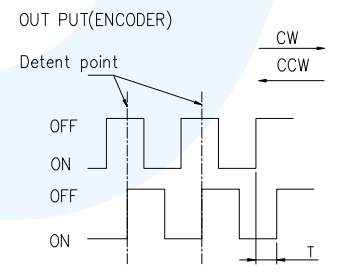 OUT PUT(ENCODER)
CW
CCW
Detent point
OFF
ON
OFF
ON
T